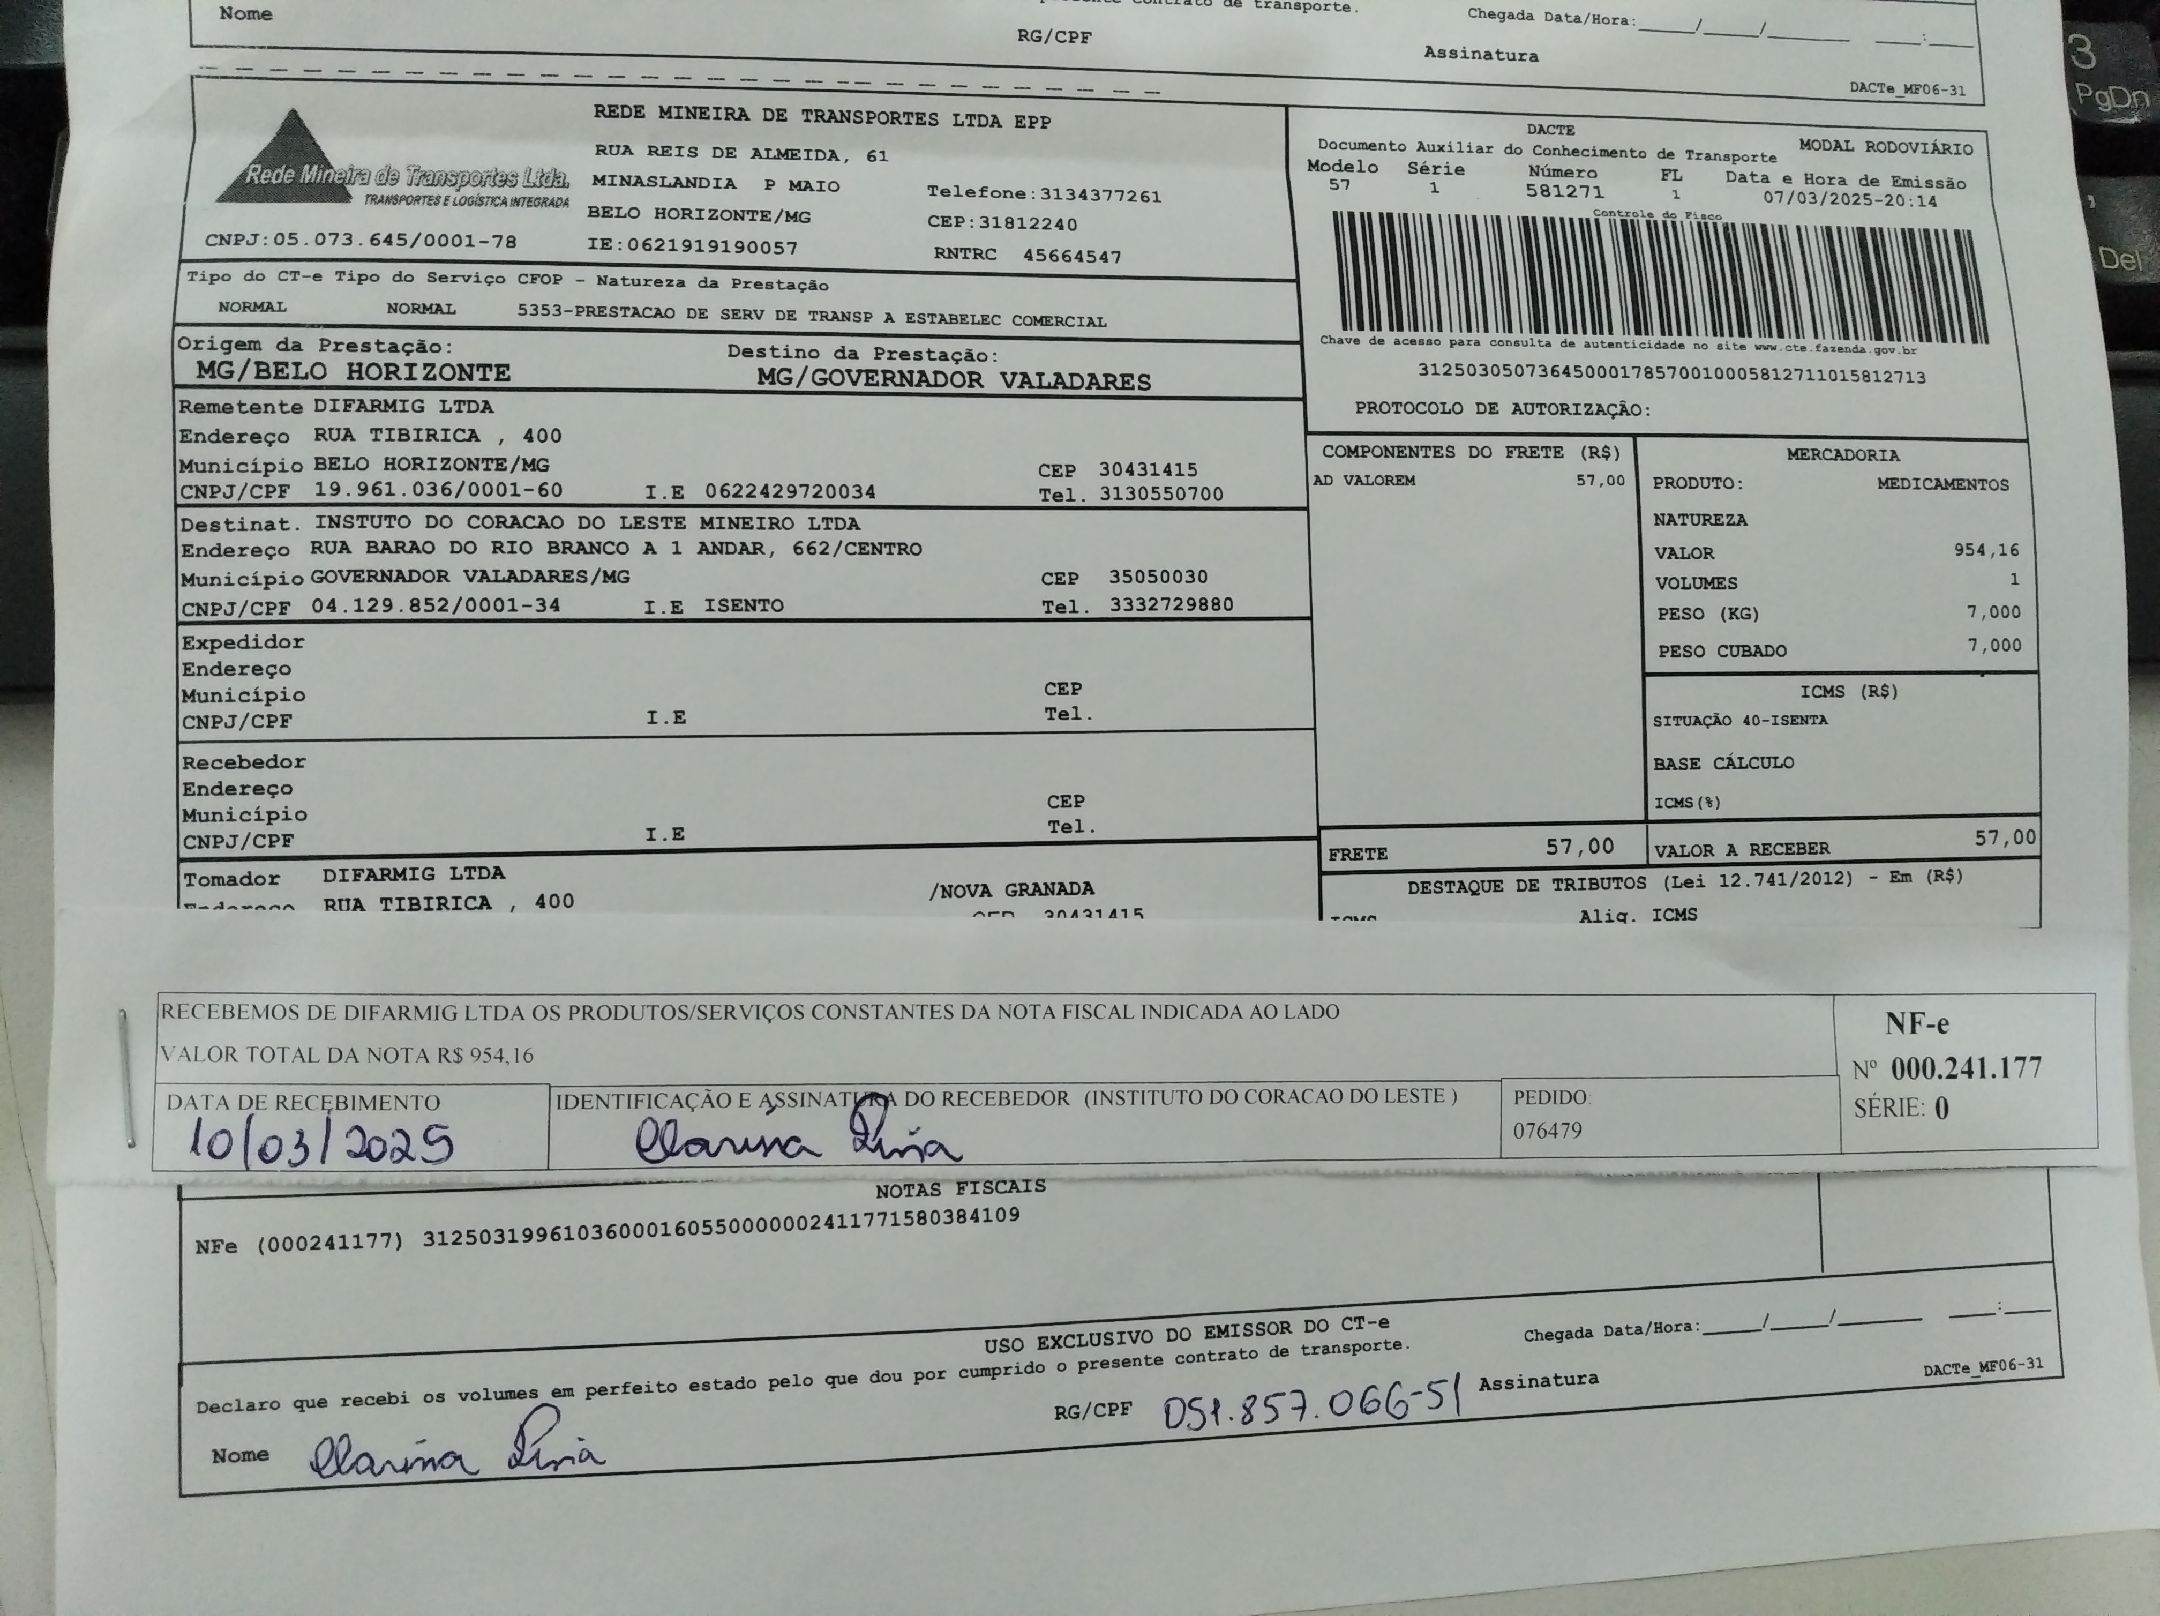 Nome
contrato de transporte.
RG/CPF
Chegada Data/Hora:_____/_____/________ ____:____
Assinatura
DACTe_MF06-31
Rede Mineira de Transportes Ltda.
TRANSPORTES E LOGÍSTICA INTEGRADA
CNPJ:05.073.645/0001-78
REDE MINEIRA DE TRANSPORTES LTDA EPP
RUA REIS DE ALMEIDA, 61
MINASLANDIA P MAIO Telefone:3134377261
BELO HORIZONTE/MG CEP:31812240
IE:0621919190057 RNTRC 45664547
DACTE
Documento Auxiliar do Conhecimento de Transporte MODAL RODOVIÁRIO
Modelo Série Número FL Data e Hora de Emissão
57 1 581271 1 07/03/2025-20:14
Controle do Fisco
Chave de acesso para consulta de autenticidade no site www.cte.fazenda.gov.br
31250305073645000178570010005812711015812713
PROTOCOLO DE AUTORIZAÇÃO:
Tipo do CT-e Tipo do Serviço CFOP - Natureza da Prestação
NORMAL NORMAL 5353-PRESTACAO DE SERV DE TRANSP A ESTABELEC COMERCIAL
Origem da Prestação: Destino da Prestação:
MG/BELO HORIZONTE MG/GOVERNADOR VALADARES
Remetente DIFARMIG LTDA
Endereço RUA TIBIRICA , 400
Município BELO HORIZONTE/MG CEP 30431415
CNPJ/CPF 19.961.036/0001-60 I.E 0622429720034 Tel. 3130550700
Destinat. INSTUTO DO CORACAO DO LESTE MINEIRO LTDA
Endereço RUA BARAO DO RIO BRANCO A 1 ANDAR, 662/CENTRO
Município GOVERNADOR VALADARES/MG CEP 35050030
CNPJ/CPF 04.129.852/0001-34 I.E ISENTO Tel. 3332729880
Expedidor
Endereço
Município CEP
CNPJ/CPF I.E Tel.
Recebedor
Endereço
Município CEP
CNPJ/CPF I.E Tel.
Tomador DIFARMIG LTDA /NOVA GRANADA
Endereço RUA TIBIRICA , 400 CEP 30431415
COMPONENTES DO FRETE (R$)
AD VALOREM 57,00
MERCADORIA
PRODUTO: MEDICAMENTOS
NATUREZA
VALOR 954,16
VOLUMES 1
PESO (KG) 7,000
PESO CUBADO 7,000
ICMS (R$)
SITUAÇÃO 40-ISENTA
BASE CÁLCULO
ICMS(%)
FRETE 57,00 VALOR A RECEBER 57,00
DESTAQUE DE TRIBUTOS (Lei 12.741/2012) - Em (R$)
ICMS Aliq. ICMS
RECEBEMOS DE DIFARMIG LTDA OS PRODUTOS/SERVIÇOS CONSTANTES DA NOTA FISCAL INDICADA AO LADO
VALOR TOTAL DA NOTA R$ 954,16
DATA DE RECEBIMENTO
10/03/2025
IDENTIFICAÇÃO E ASSINATURA DO RECEBEDOR (INSTITUTO DO CORACAO DO LESTE )
PEDIDO:
076479
NF-e
Nº 000.241.177
SÉRIE: 0
NOTAS FISCAIS
NFe (000241177) 31250319961036000160550000002411771580384109
USO EXCLUSIVO DO EMISSOR DO CT-e
Declaro que recebi os volumes em perfeito estado pelo que dou por cumprido o presente contrato de transporte.
Chegada Data/Hora:_____/_____/________ ____:____
Nome
RG/CPF 051.857.066-51 Assinatura
DACTe_MF06-31